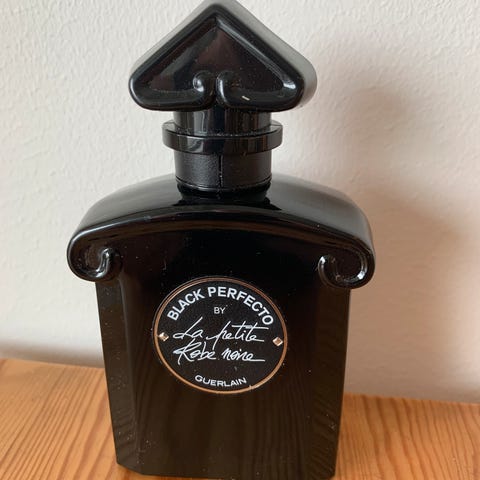 BLACK PERFECTO
BY
La petite
Robe noire
GUERLAIN